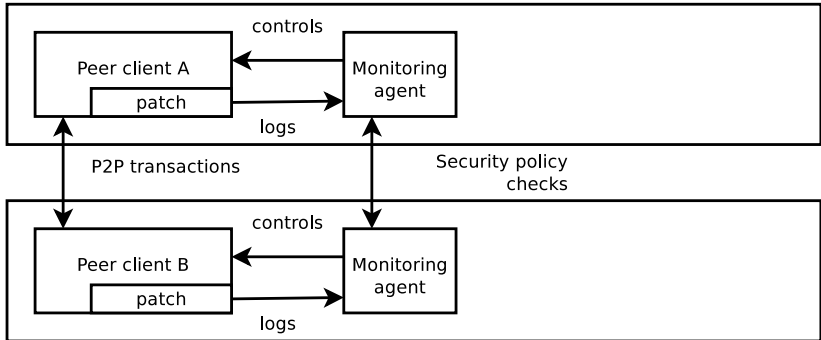 controls
Peer client A
Monitoring
agent
patch
logs
P2P transactions
Security policy
checks
controls
Peer client B
Monitoring
agent
patch
logs